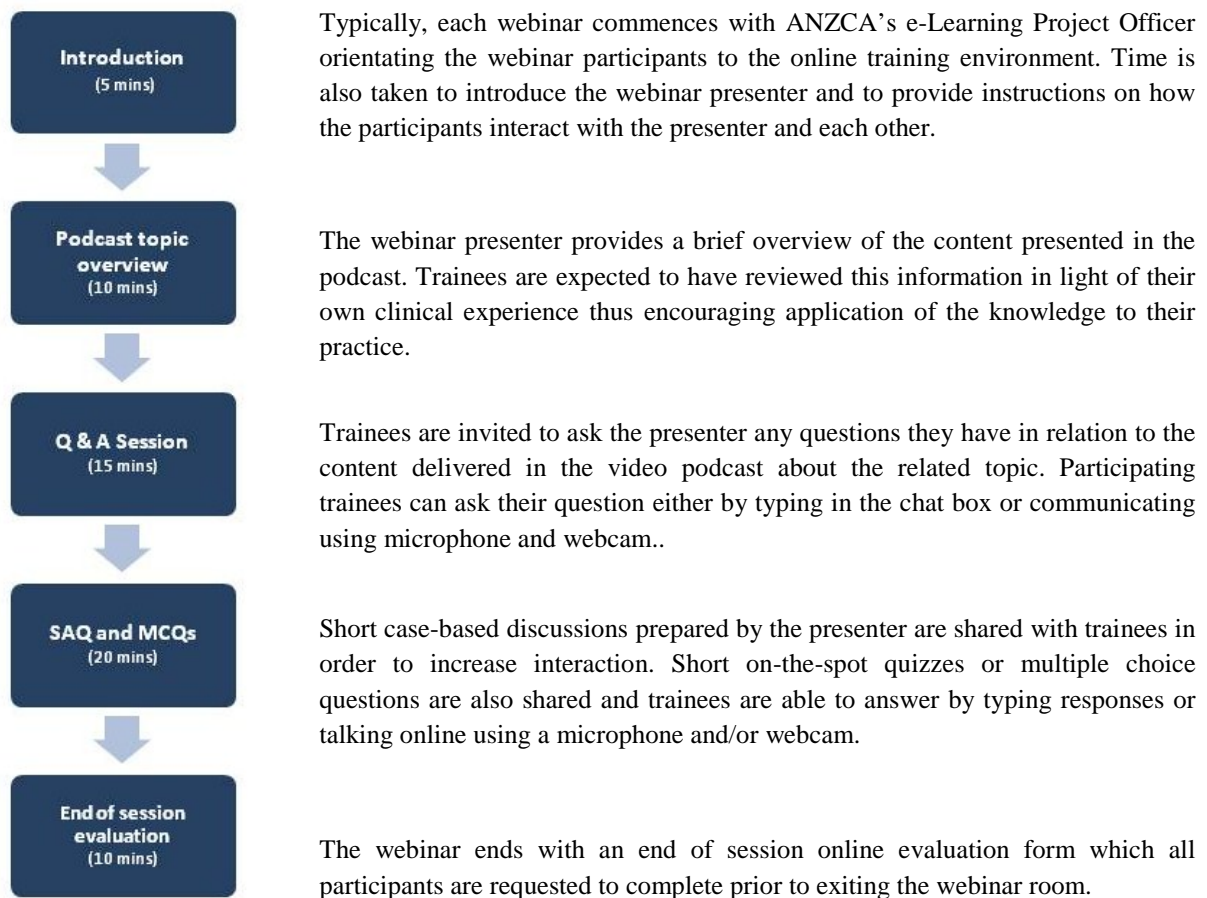 Introduction
(5 mins)
Typically, each webinar commences with ANZCA’s e-Learning Project Officer
orientating the webinar participants to the online training environment. Time is
also taken to introduce the webinar presenter and to provide instructions on how
the participants interact with the presenter and each other.
Podcast topic
overview
(10 mins)
The webinar presenter provides a brief overview of the content presented in the
podcast. Trainees are expected to have reviewed this information in light of their
own clinical experience thus encouraging application of the knowledge to their
practice.
Q & A Session
(15 mins)
Trainees are invited to ask the presenter any questions they have in relation to the
content delivered in the video podcast about the related topic. Participating
trainees can ask their question either by typing in the chat box or communicating
using microphone and webcam..
SAQ and MCQs
(20 mins)
Short case-based discussions prepared by the presenter are shared with trainees in
order to increase interaction. Short on-the-spot quizzes or multiple choice
questions are also shared and trainees are able to answer by typing responses or
talking online using a microphone and/or webcam.
End of session
evaluation
(10 mins)
The webinar ends with an end of session online evaluation form which all
participants are requested to complete prior to exiting the webinar room.